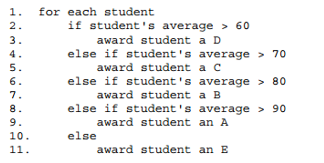 1.  for each student
2.      if student's average > 60
3.          award student a D
4.      else if student's average > 70
5.          award student a C
6.      else if student's average > 80
7.          award student a B
8.      else if student's average > 90
9.          award student an A
10.     else
11.         award student an E